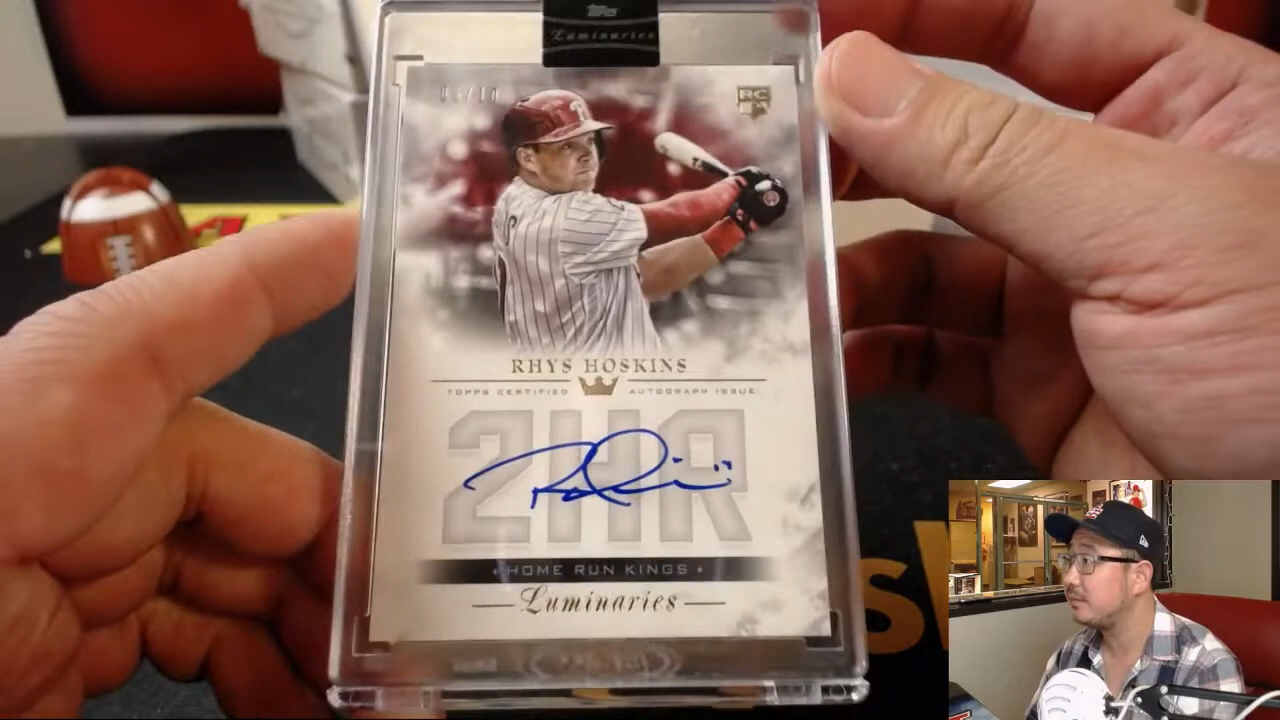 topps
Luminaries
RC
RHYS HOSKINS
TOPPS CERTIFIED AUTOGRAPH ISSUE
2HR
• HOME RUN KINGS •
Luminaries